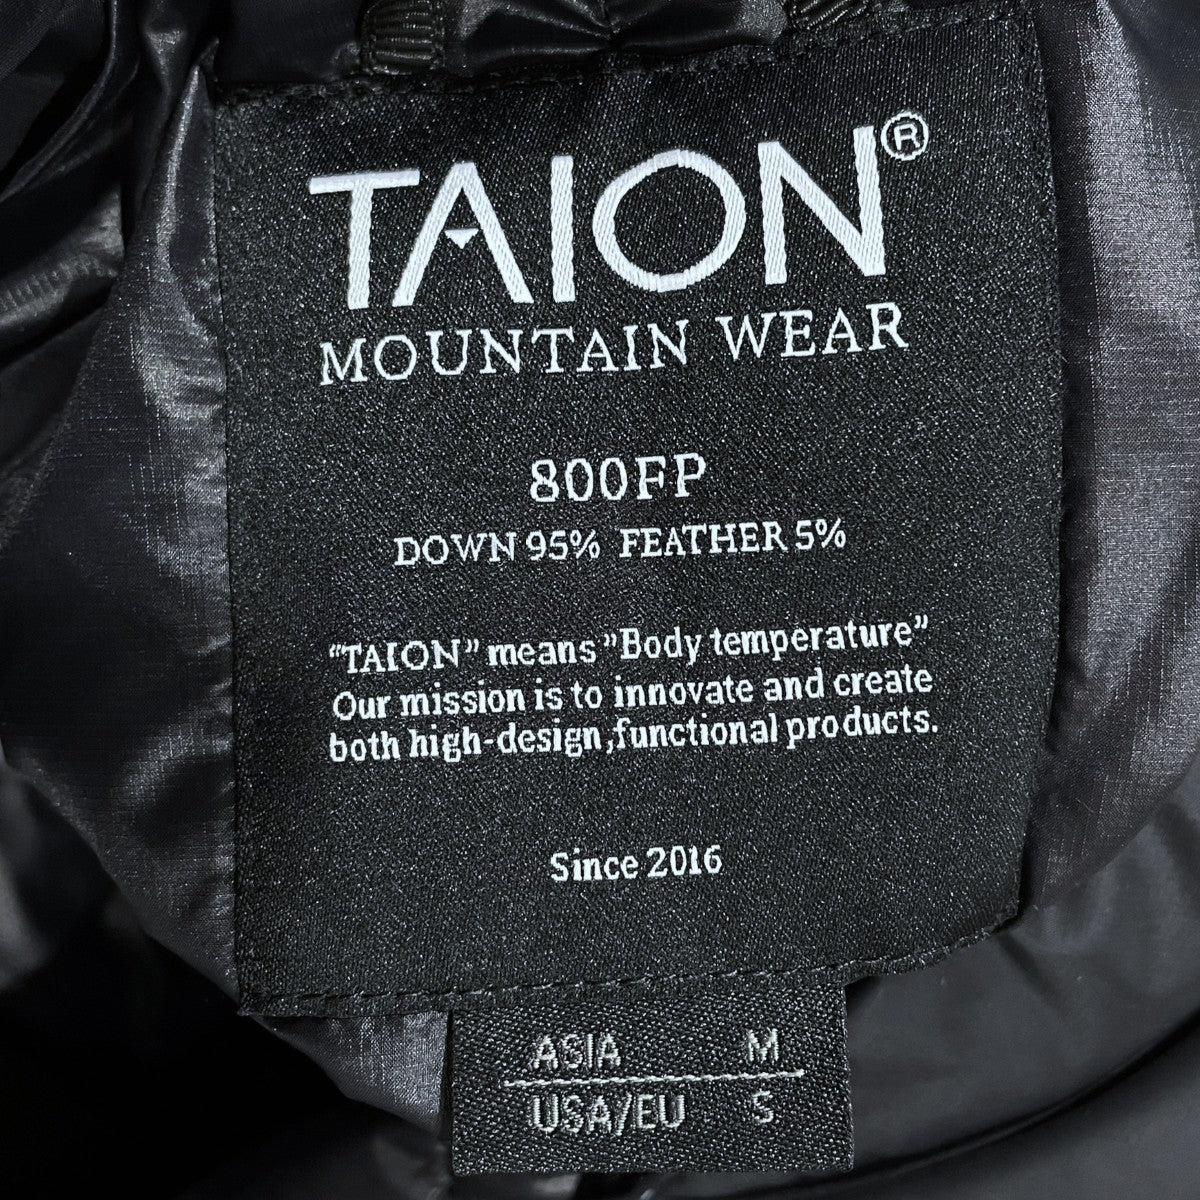 TAION®
MOUNTAIN WEAR
800FP
DOWN 95% FEATHER 5%
“TAION” means ”Body temperature”
Our mission is to innovate and create
both high-design,functional products.
Since 2016
ASIA M
USA/EU S